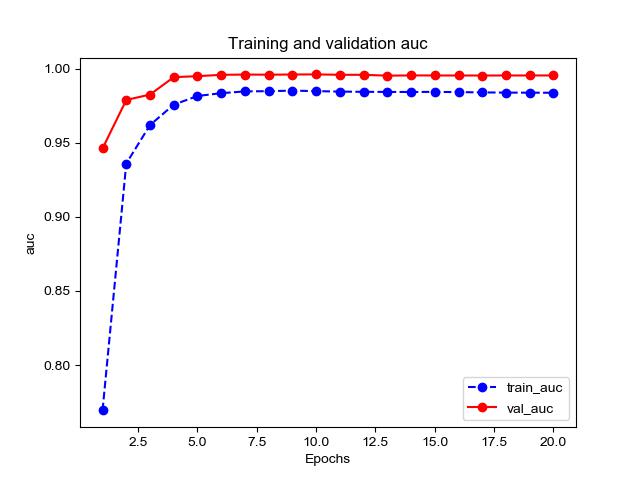 Training and validation auc
1.00
0.95
0.90
0.85
0.80
auc
2.5 5.0 7.5 10.0 12.5 15.0 17.5 20.0
Epochs
train_auc
val_auc